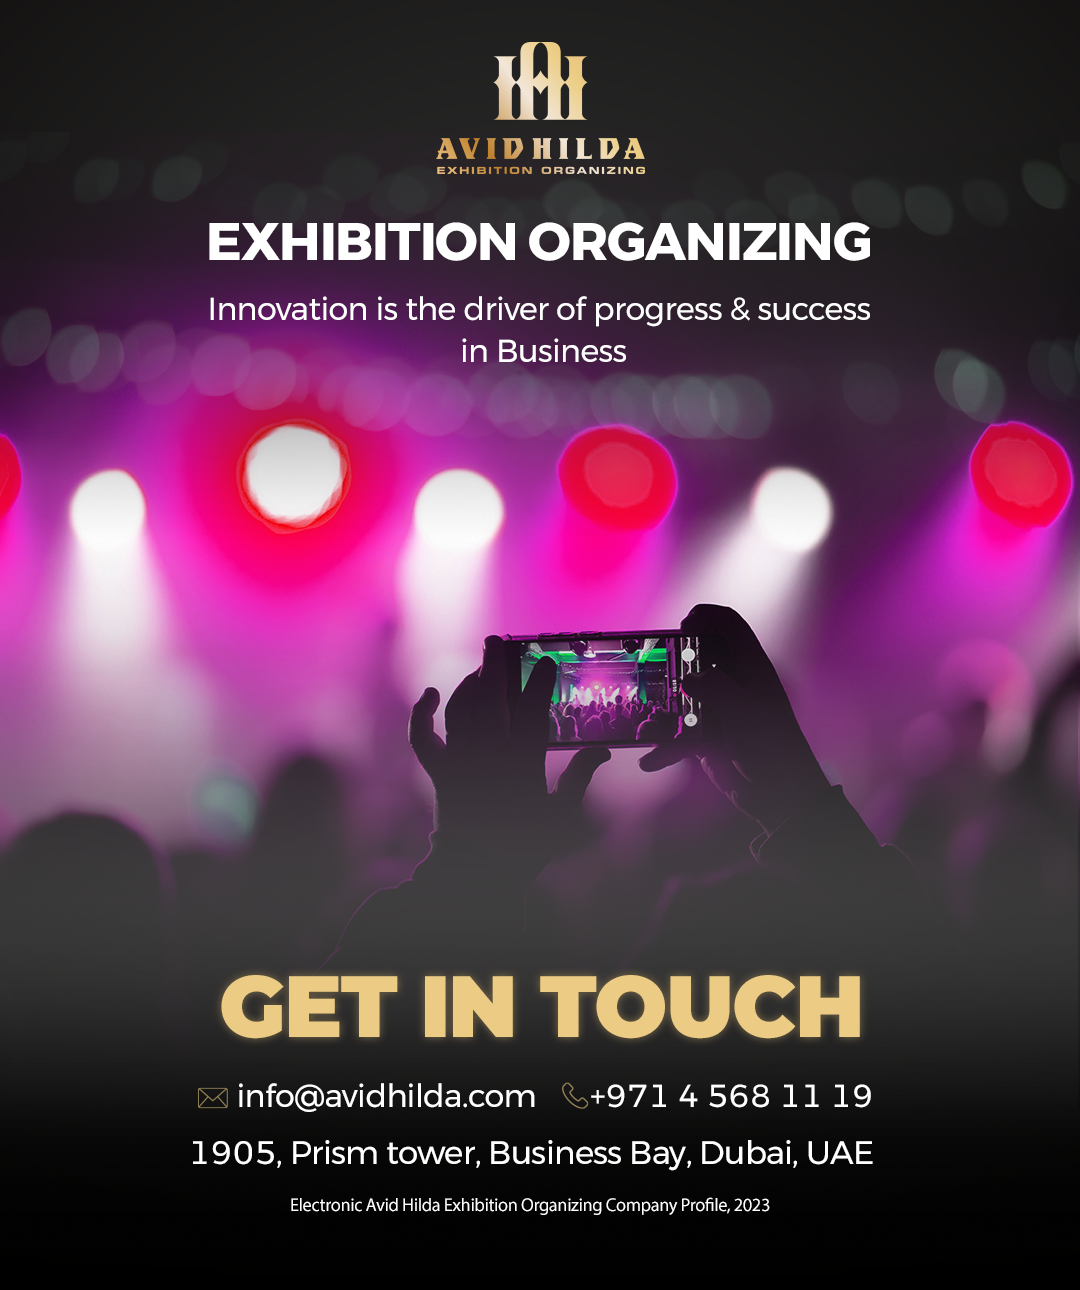 AH
AVIDHILDA
EXHIBITION ORGANIZING
EXHIBITION ORGANIZING
Innovation is the driver of progress & success
in Business
GET IN TOUCH
info@avidhilda.com +971 4 568 11 19
1905, Prism tower, Business Bay, Dubai, UAE
Electronic Avid Hilda Exhibition Organizing Company Profile, 2023